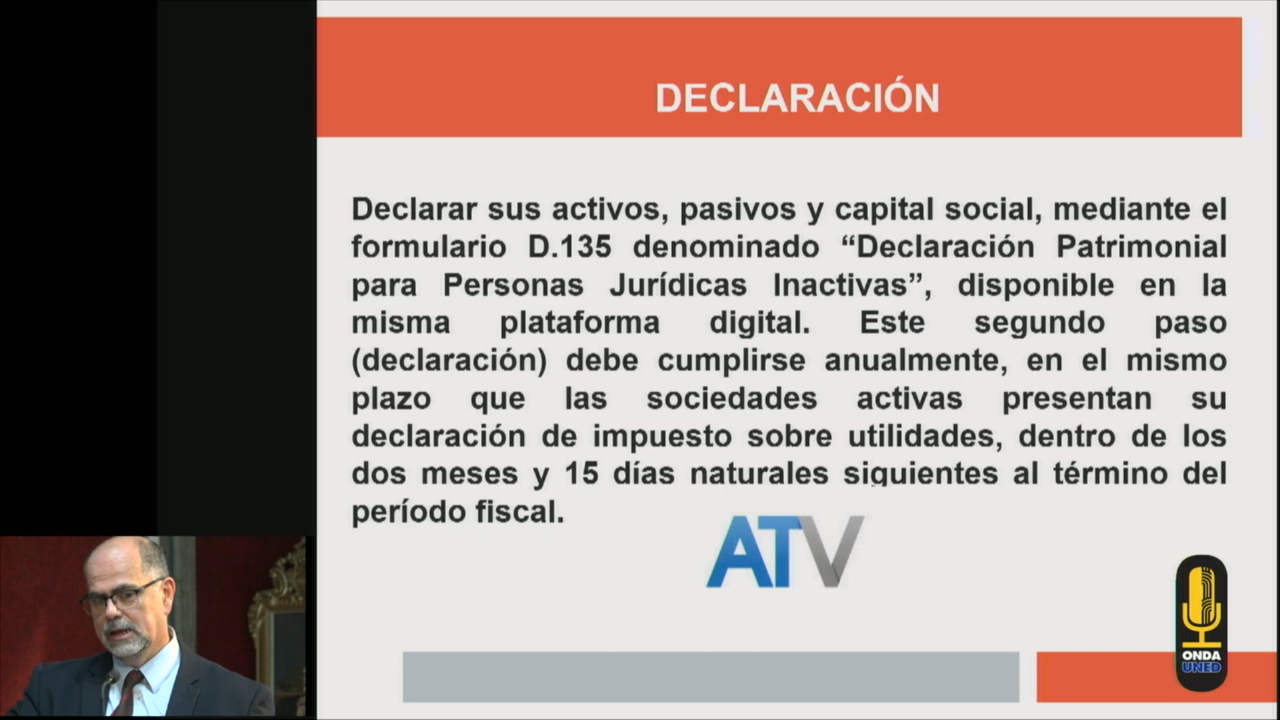 DECLARACIÓN
Declarar sus activos, pasivos y capital social, mediante el
formulario D.135 denominado “Declaración Patrimonial
para Personas Jurídicas Inactivas”, disponible en la
misma plataforma digital. Este segundo paso
(declaración) debe cumplirse anualmente, en el mismo
plazo que las sociedades activas presentan su
declaración de impuesto sobre utilidades, dentro de los
dos meses y 15 días naturales siguientes al término del
período fiscal.
ATV
ONDA
UNED